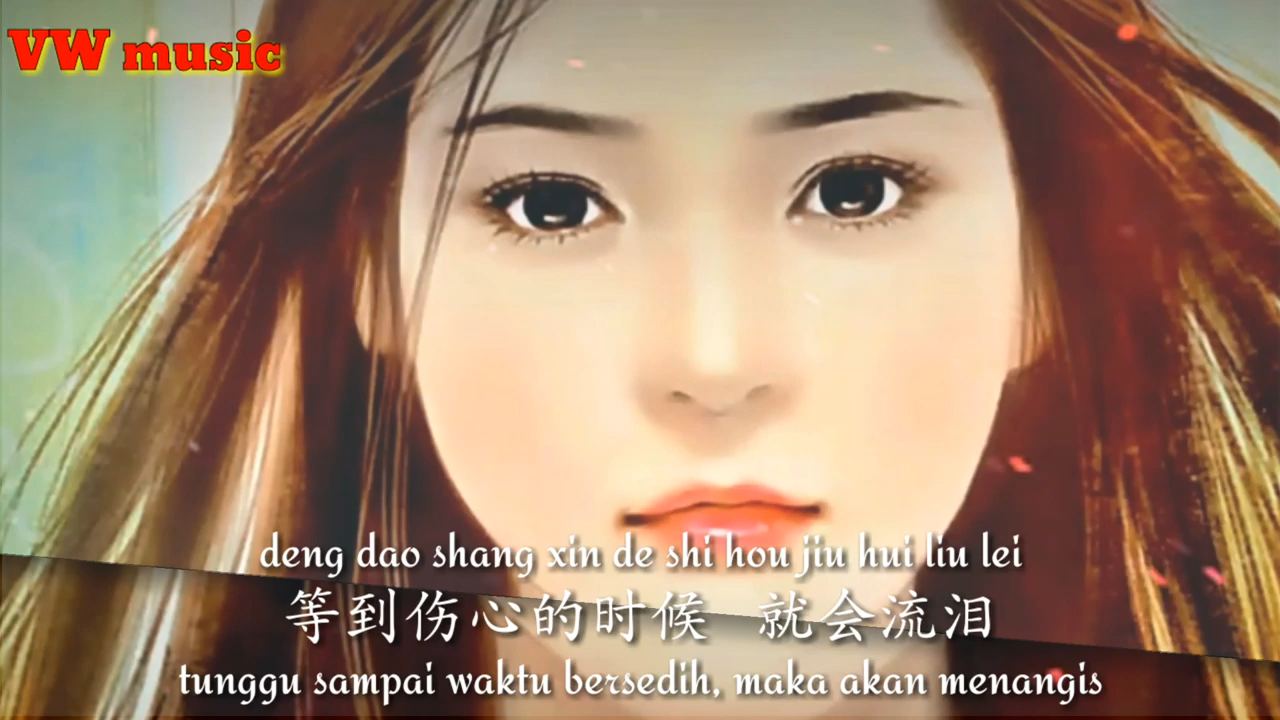 VW music
deng dao shang xin de shi hou jiu hui liu lei
等到伤心的时候 就会流泪
tunggu sampai waktu bersedih, maka akan menangis